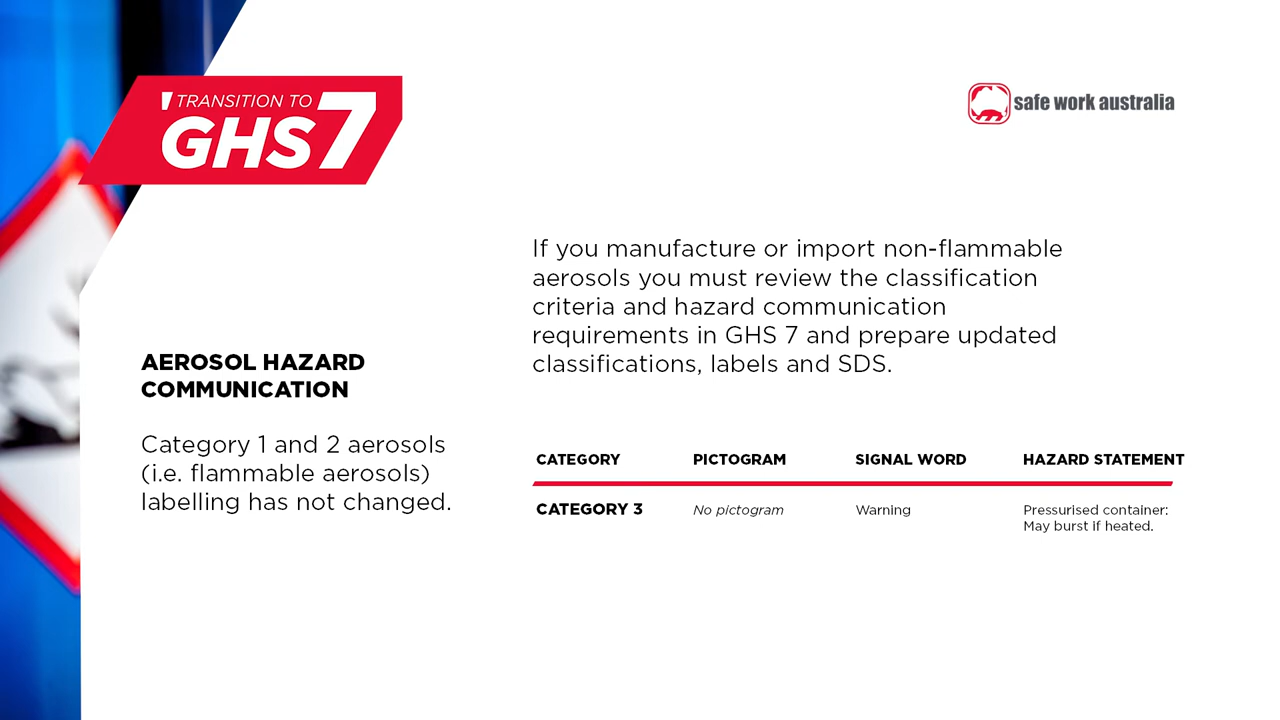 TRANSITION TO
GHS 7
safe work australia
AEROSOL HAZARD
COMMUNICATION
Category 1 and 2 aerosols
(i.e. flammable aerosols)
labelling has not changed.
If you manufacture or import non-flammable
aerosols you must review the classification
criteria and hazard communication
requirements in GHS 7 and prepare updated
classifications, labels and SDS.
CATEGORY PICTOGRAM SIGNAL WORD HAZARD STATEMENT
CATEGORY 3 No pictogram Warning Pressurised container:
May burst if heated.